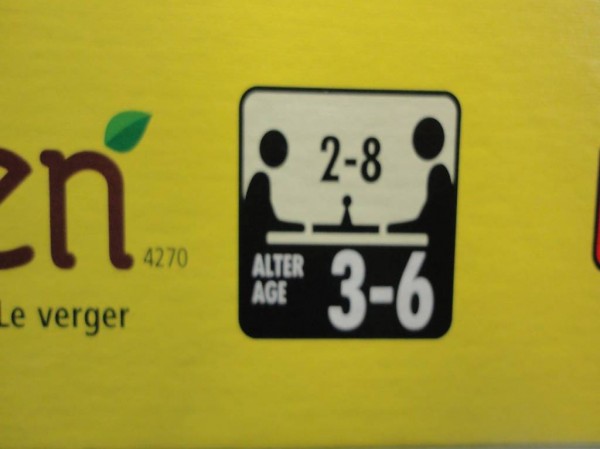 en
4270
Le verger
2-8
ALTER
AGE
3-6